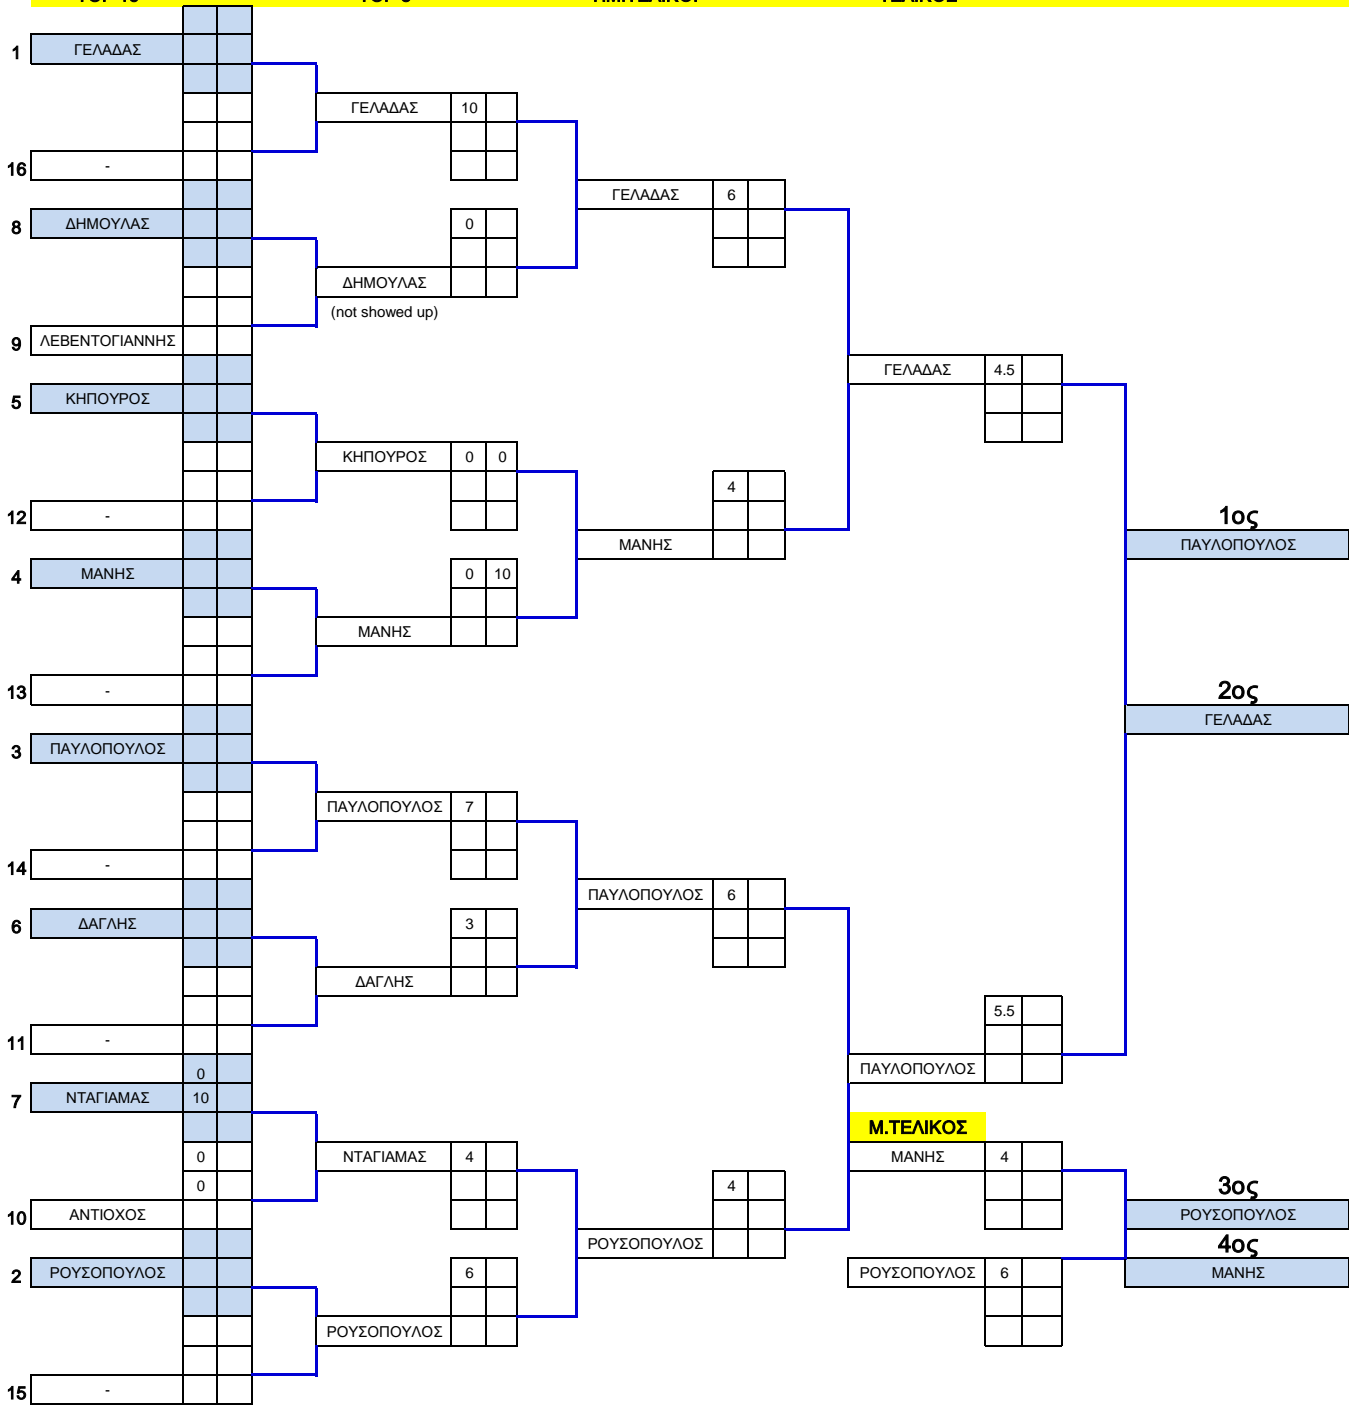 1 ΓΕΛΑΔΑΣ
ΓΕΛΑΔΑΣ 10
16 -
ΓΕΛΑΔΑΣ 6
8 ΔΗΜΟΥΛΑΣ 0
ΔΗΜΟΥΛΑΣ
(not showed up)
9 ΛΕΒΕΝΤΟΓΙΑΝΝΗΣ
ΓΕΛΑΔΑΣ 4.5
5 ΚΗΠΟΥΡΟΣ
ΚΗΠΟΥΡΟΣ 0 0
4
12 - 1ος
ΜΑΝΗΣ ΠΑΥΛΟΠΟΥΛΟΣ
4 ΜΑΝΗΣ 0 10
ΜΑΝΗΣ
13 - 2ος
ΓΕΛΑΔΑΣ
3 ΠΑΥΛΟΠΟΥΛΟΣ
ΠΑΥΛΟΠΟΥΛΟΣ 7
14 -
ΠΑΥΛΟΠΟΥΛΟΣ 6
6 ΔΑΓΛΗΣ 3
ΔΑΓΛΗΣ
5.5
11 -
0 ΠΑΥΛΟΠΟΥΛΟΣ
7 ΝΤΑΓΙΑΜΑΣ 10
Μ.ΤΕΛΙΚΟΣ
0 ΝΤΑΓΙΑΜΑΣ 4 ΜΑΝΗΣ 4
0 4 3ος
10 ΑΝΤΙΟΧΟΣ ΡΟΥΣΟΠΟΥΛΟΣ
ΡΟΥΣΟΠΟΥΛΟΣ 4ος
2 ΡΟΥΣΟΠΟΥΛΟΣ 6 ΡΟΥΣΟΠΟΥΛΟΣ 6 ΜΑΝΗΣ
ΡΟΥΣΟΠΟΥΛΟΣ
15 -